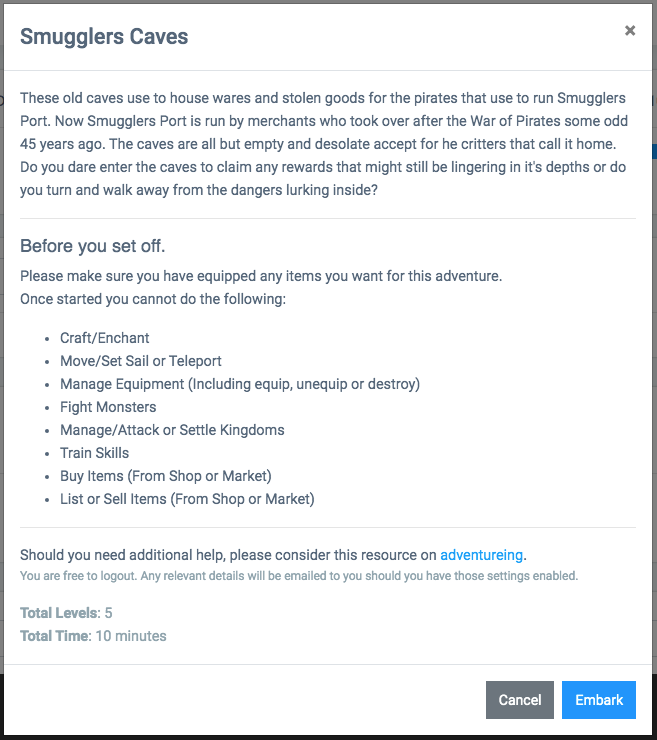 Smugglers Caves
×
These old caves use to house wares and stolen goods for the pirates that use to run Smugglers
Port. Now Smugglers Port is run by merchants who took over after the War of Pirates some odd
45 years ago. The caves are all but empty and desolate accept for he critters that call it home.
Do you dare enter the caves to claim any rewards that might still be lingering in it's depths or do
you turn and walk away from the dangers lurking inside?
Before you set off.
Please make sure you have equipped any items you want for this adventure.
Once started you cannot do the following:
• Craft/Enchant
• Move/Set Sail or Teleport
• Manage Equipment (Including equip, unequip or destroy)
• Fight Monsters
• Manage/Attack or Settle Kingdoms
• Train Skills
• Buy Items (From Shop or Market)
• List or Sell Items (From Shop or Market)
Should you need additional help, please consider this resource on adventureing.
You are free to logout. Any relevant details will be emailed to you should you have those settings enabled.
Total Levels: 5
Total Time: 10 minutes
Cancel Embark